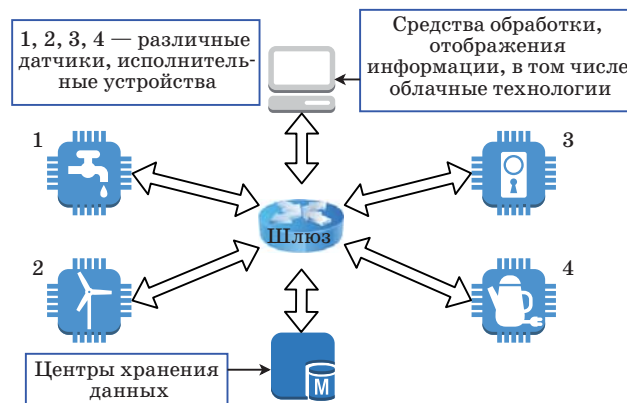 1, 2, 3, 4 — различные
датчики, исполнитель-
ные устройства
Средства обработки,
отображения
информации, в том числе
облачные технологии
1
3
Шлюз
2
4
Центры хранения
данных
M